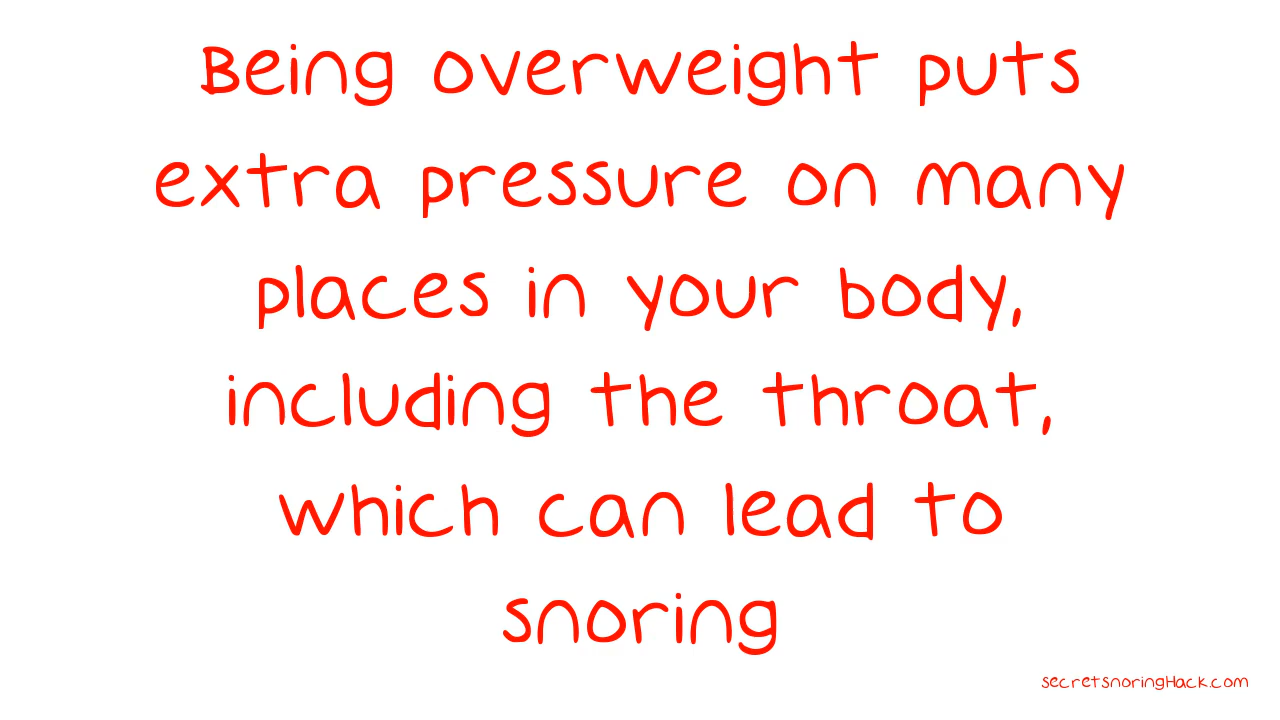 Being overweight puts
extra pressure on many
places in your body,
including the throat,
which can lead to
snoring
secretsnoringHack.com